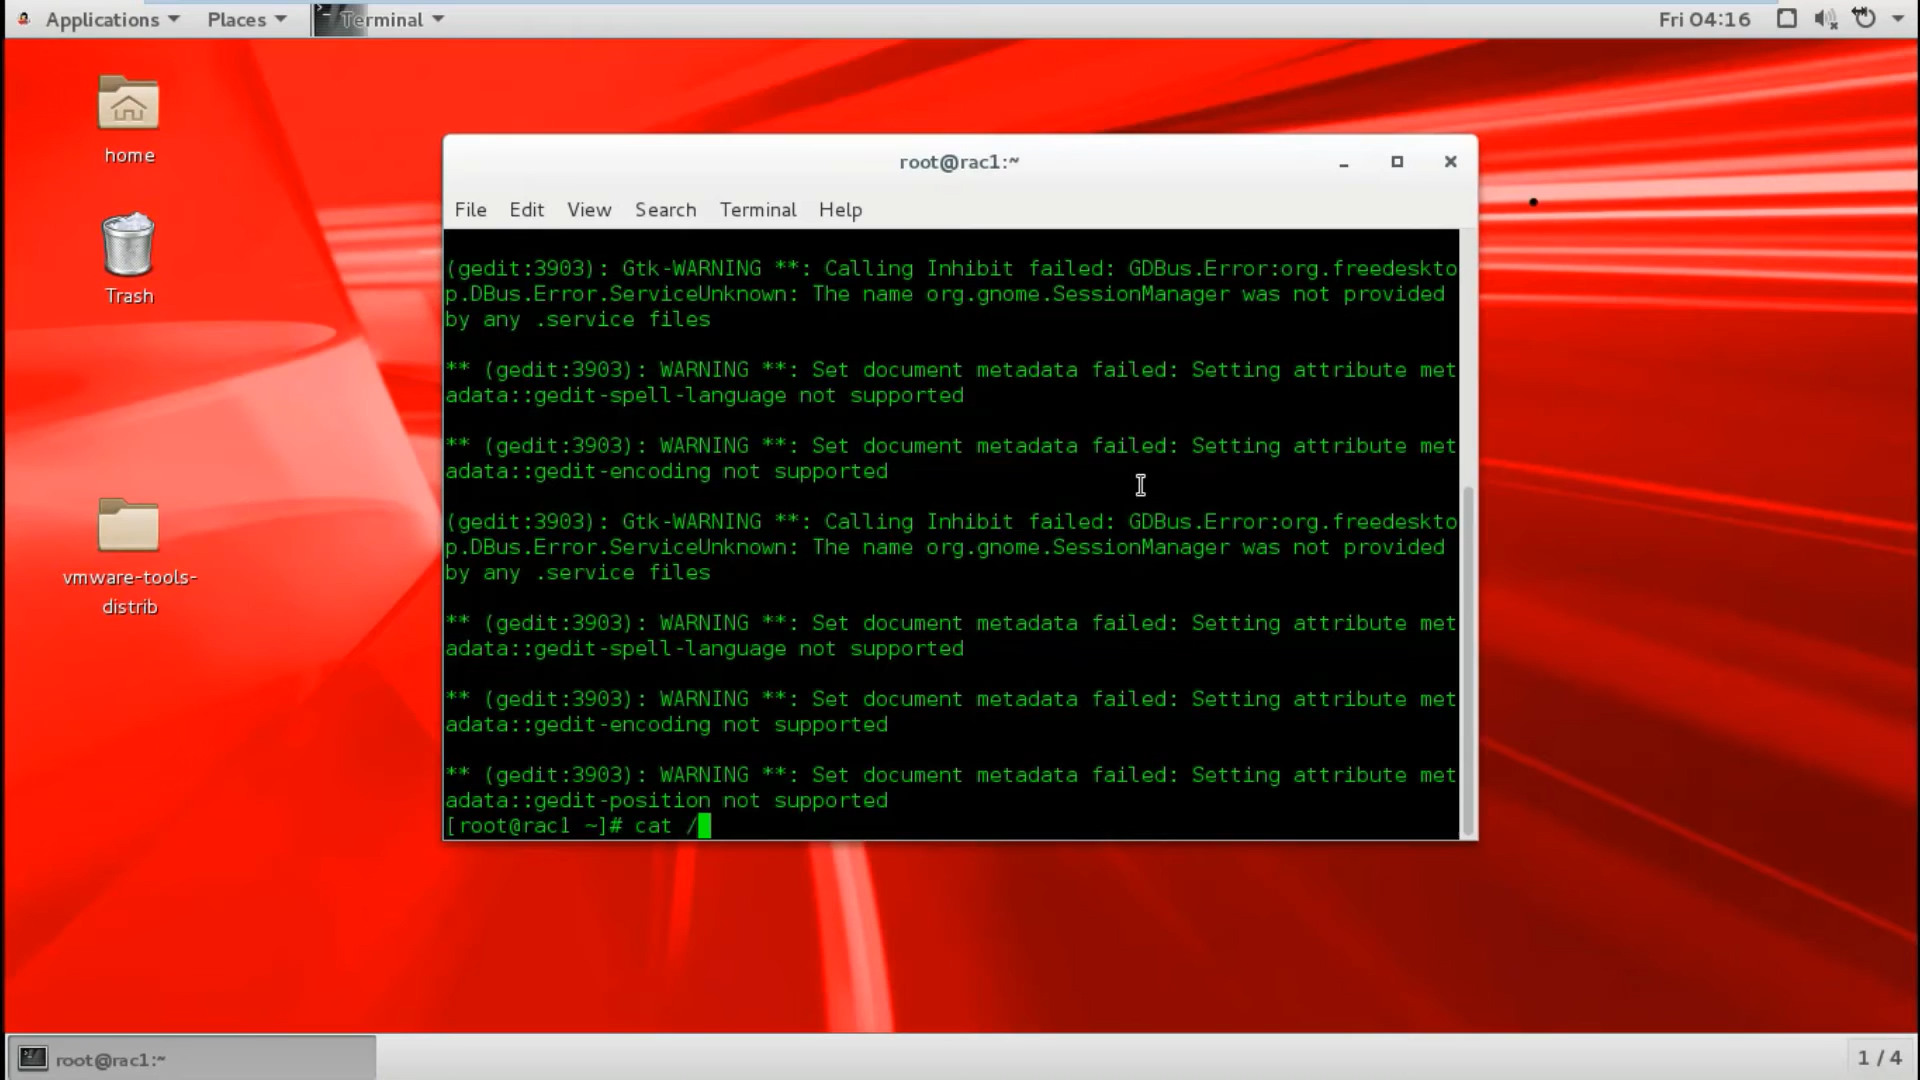 Applications Places Terminal Fri 04:16
home
Trash
vmware-tools-
distrib
root@rac1:~
File Edit View Search Terminal Help
(gedit:3903): Gtk-WARNING **: Calling Inhibit failed: GDBus.Error:org.freedeskto
p.DBus.Error.ServiceUnknown: The name org.gnome.SessionManager was not provided
by any .service files
** (gedit:3903): WARNING **: Set document metadata failed: Setting attribute met
adata::gedit-spell-language not supported
** (gedit:3903): WARNING **: Set document metadata failed: Setting attribute met
adata::gedit-encoding not supported
(gedit:3903): Gtk-WARNING **: Calling Inhibit failed: GDBus.Error:org.freedeskto
p.DBus.Error.ServiceUnknown: The name org.gnome.SessionManager was not provided
by any .service files
** (gedit:3903): WARNING **: Set document metadata failed: Setting attribute met
adata::gedit-spell-language not supported
** (gedit:3903): WARNING **: Set document metadata failed: Setting attribute met
adata::gedit-encoding not supported
** (gedit:3903): WARNING **: Set document metadata failed: Setting attribute met
adata::gedit-position not supported
[root@rac1 ~]# cat /
root@rac1:~ 1 / 4